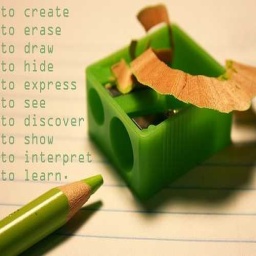 to create
to erase
to draw
to hide
to express
to see
to discover
to show
to interpret
to learn.